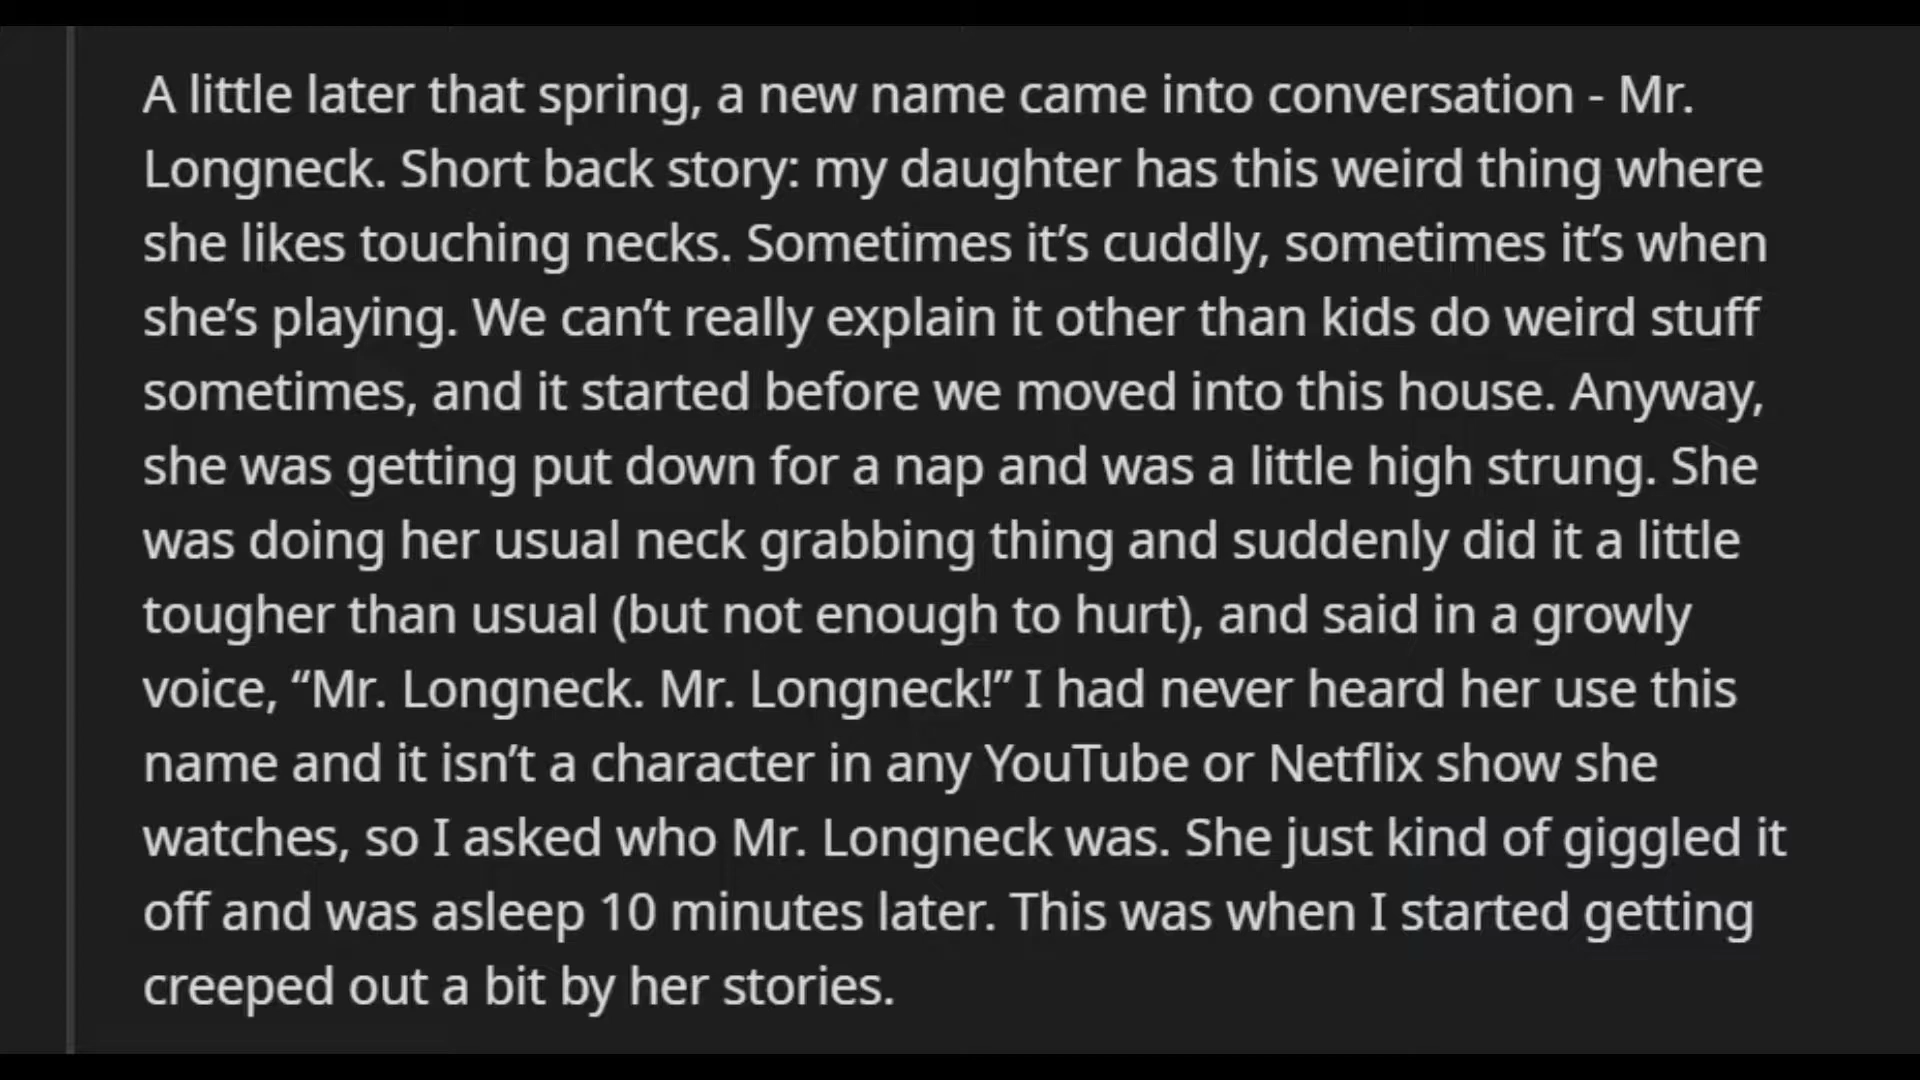 A little later that spring, a new name came into conversation - Mr.
Longneck. Short back story: my daughter has this weird thing where
she likes touching necks. Sometimes it’s cuddly, sometimes it’s when
she’s playing. We can’t really explain it other than kids do weird stuff
sometimes, and it started before we moved into this house. Anyway,
she was getting put down for a nap and was a little high strung. She
was doing her usual neck grabbing thing and suddenly did it a little
tougher than usual (but not enough to hurt), and said in a growly
voice, “Mr. Longneck. Mr. Longneck!” I had never heard her use this
name and it isn’t a character in any YouTube or Netflix show she
watches, so I asked who Mr. Longneck was. She just kind of giggled it
off and was asleep 10 minutes later. This was when I started getting
creeped out a bit by her stories.